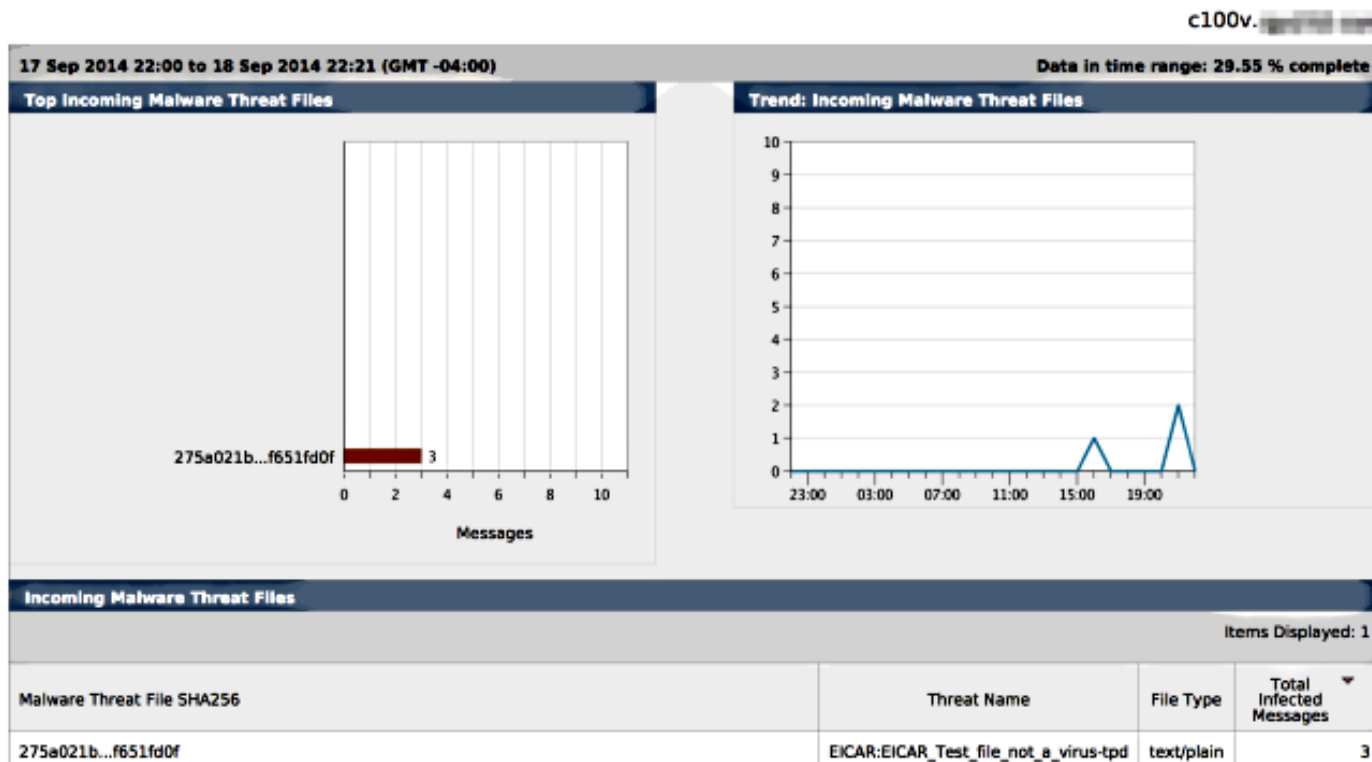 c100v.
17 Sep 2014 22:00 to 18 Sep 2014 22:21 (GMT -04:00)
Data in time range: 29.55 % complete
Top Incoming Malware Threat Files
275a021b...f651fd0f
3
0 2 4 6 8 10
Messages
Trend: Incoming Malware Threat Files
10
9
8
7
6
5
4
3
2
1
0
23:00 03:00 07:00 11:00 15:00 19:00
Incoming Malware Threat Files
Items Displayed: 1
Malware Threat File SHA256
Threat Name
File Type
Total
Infected
Messages
275a021b...f651fd0f
EICAR:EICAR_Test_file_not_a_virus-tpd
text/plain
3